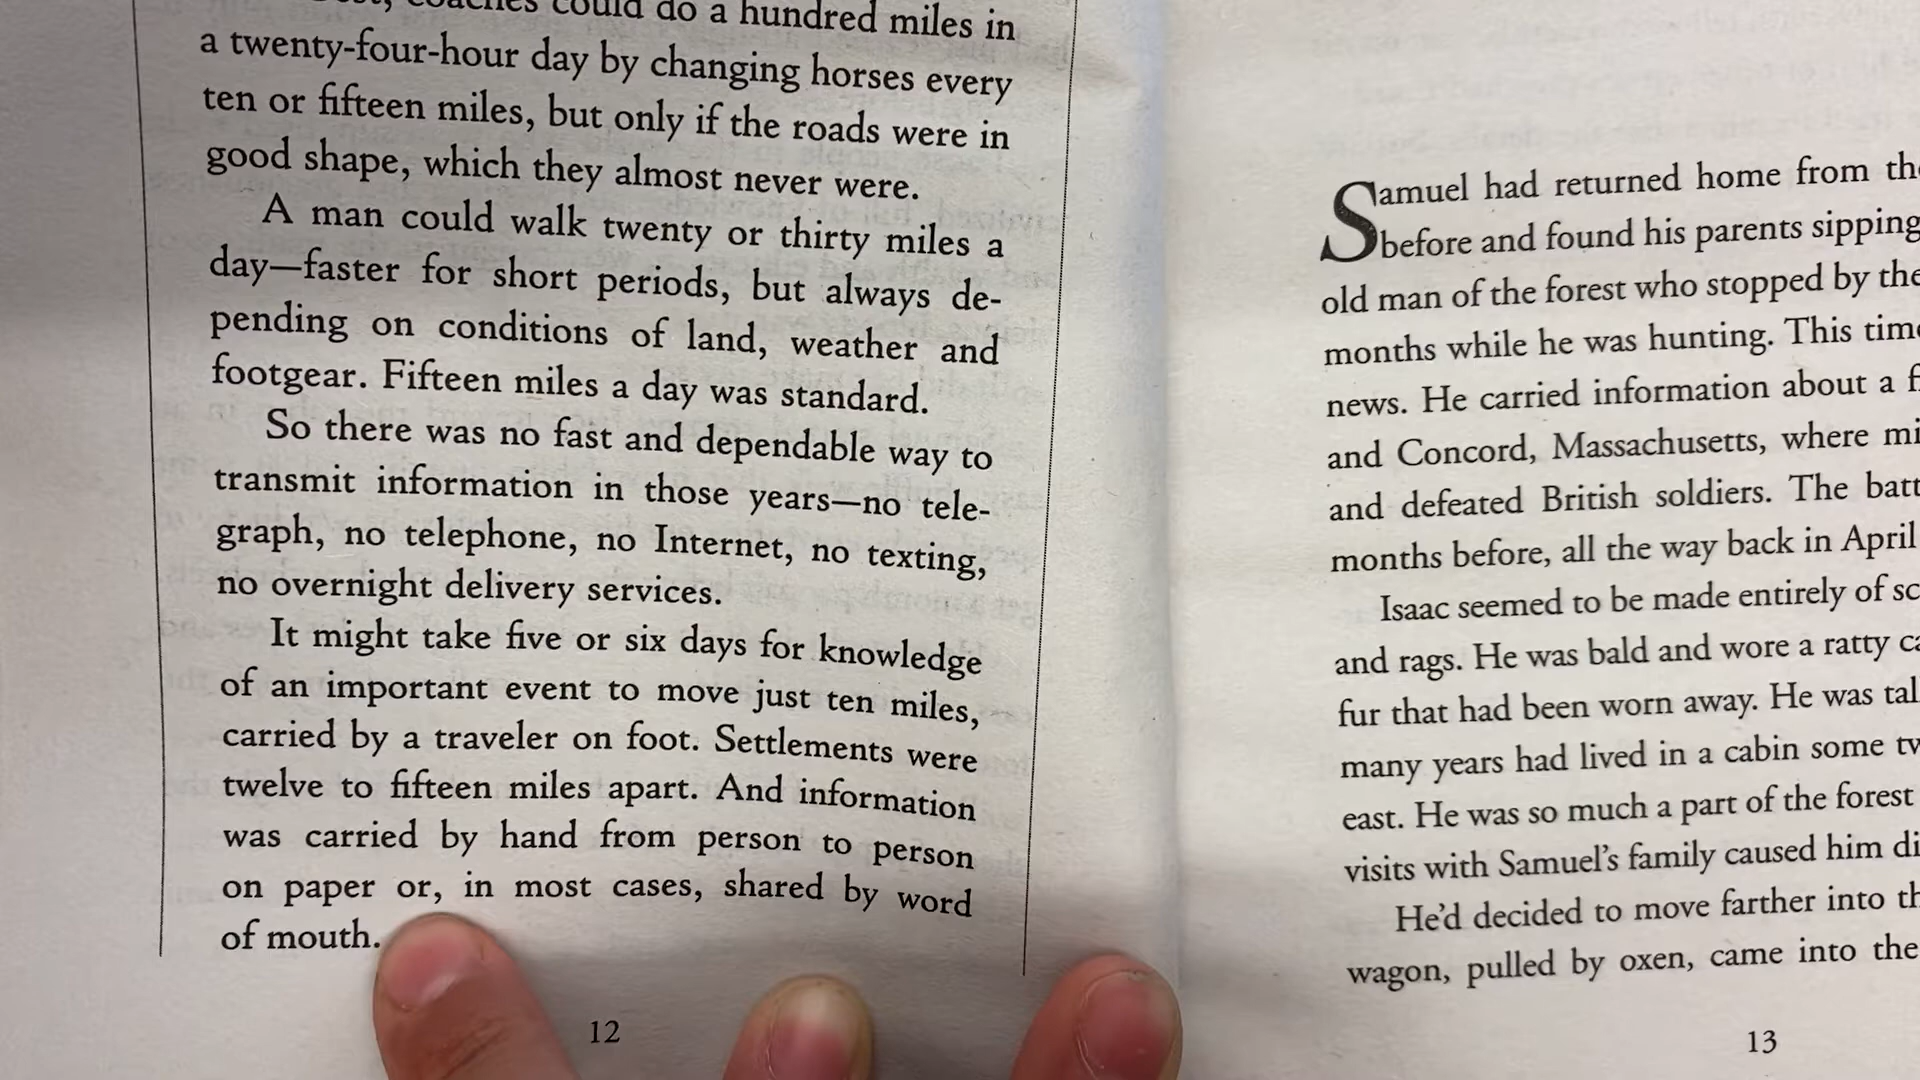 coaches could do a hundred miles in
a twenty-four-hour day by changing horses every
ten or fifteen miles, but only if the roads were in
good shape, which they almost never were.
A man could walk twenty or thirty miles a
day—faster for short periods, but always de-
pending on conditions of land, weather and
footgear. Fifteen miles a day was standard.
So there was no fast and dependable way to
transmit information in those years—no tele-
graph, no telephone, no Internet, no texting,
no overnight delivery services.
It might take five or six days for knowledge
of an important event to move just ten miles,
carried by a traveler on foot. Settlements were
twelve to fifteen miles apart. And information
was carried by hand from person to person
on paper or, in most cases, shared by word
of mouth.
12
Samuel had returned home from
before and found his parents sipping
old man of the forest who stopped by
months while he was hunting. This
news. He carried information about a
and Concord, Massachusetts, where
and defeated British soldiers. The
months before, all the way back in April
Isaac seemed to be made entirely of
and rags. He was bald and wore a ratty
fur that had been worn away. He was
many years had lived in a cabin some
east. He was so much a part of the forest
visits with Samuel's family caused him
He'd decided to move farther into
wagon, pulled by oxen, came into the
13